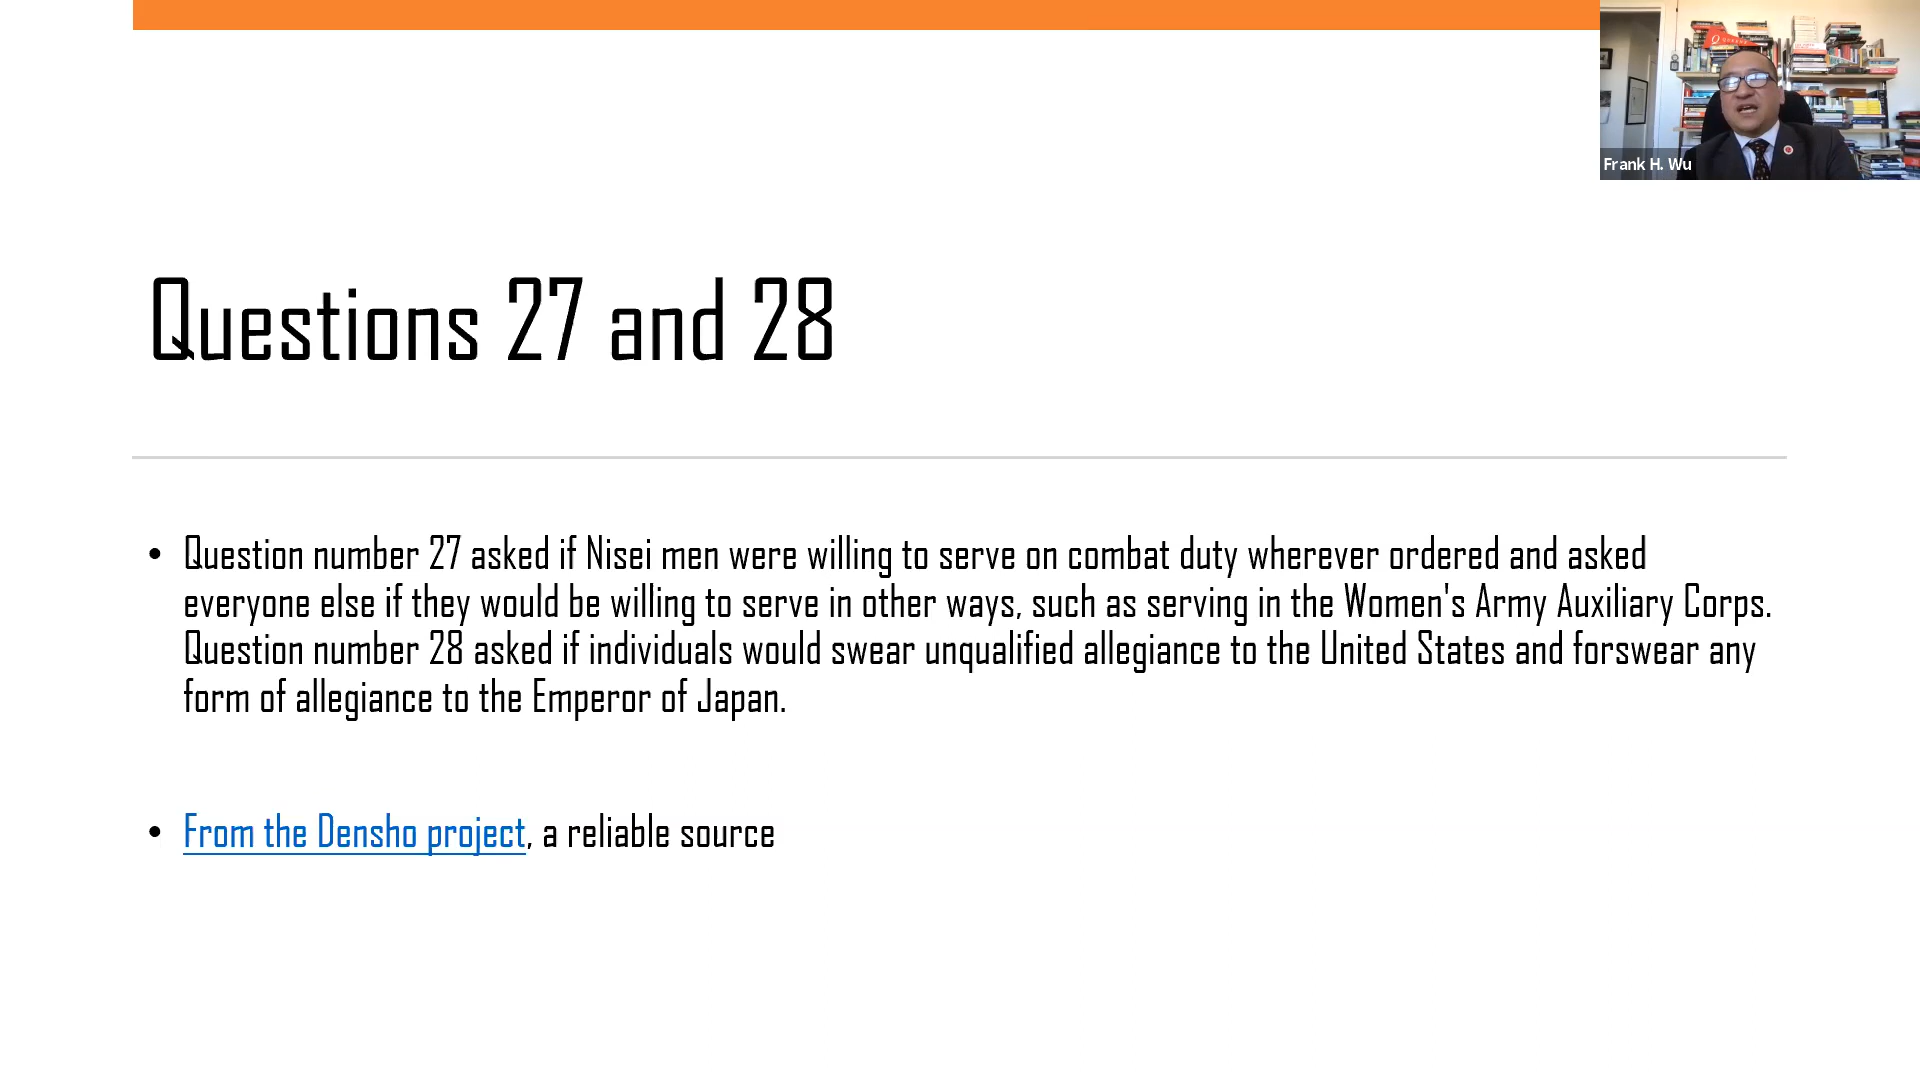 Frank H. Wu
Questions 27 and 28
• Question number 27 asked if Nisei men were willing to serve on combat duty wherever ordered and asked
everyone else if they would be willing to serve in other ways, such as serving in the Women's Army Auxiliary Corps.
Question number 28 asked if individuals would swear unqualified allegiance to the United States and forswear any
form of allegiance to the Emperor of Japan.
• From the Densho project, a reliable source